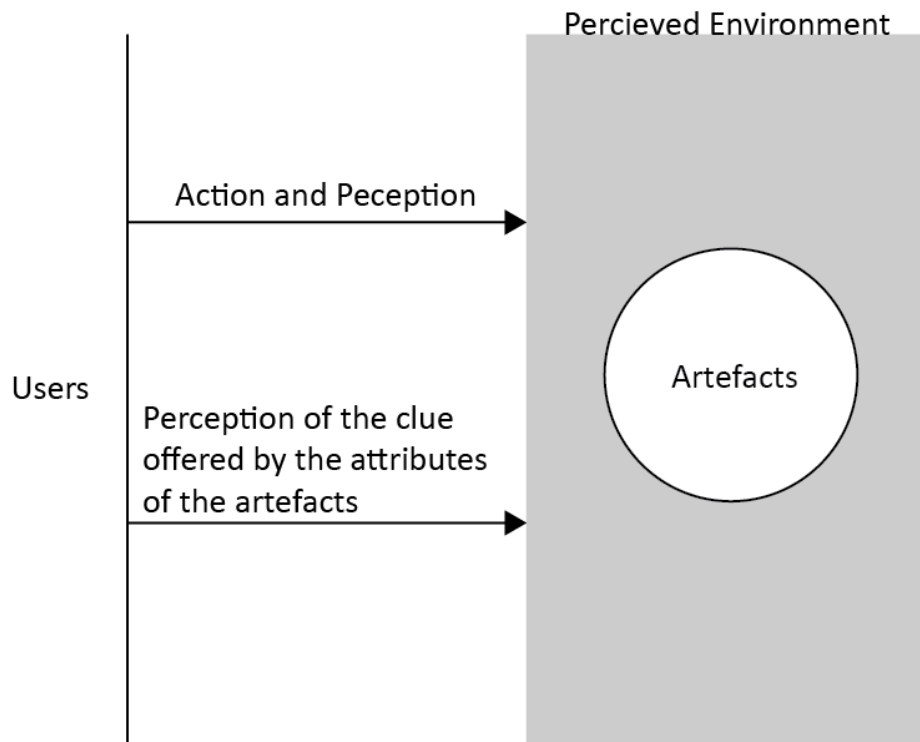 Percieved Environment
Action and Peception
Artefacts
Users
Perception of the clue
offered by the attributes
of the artefacts